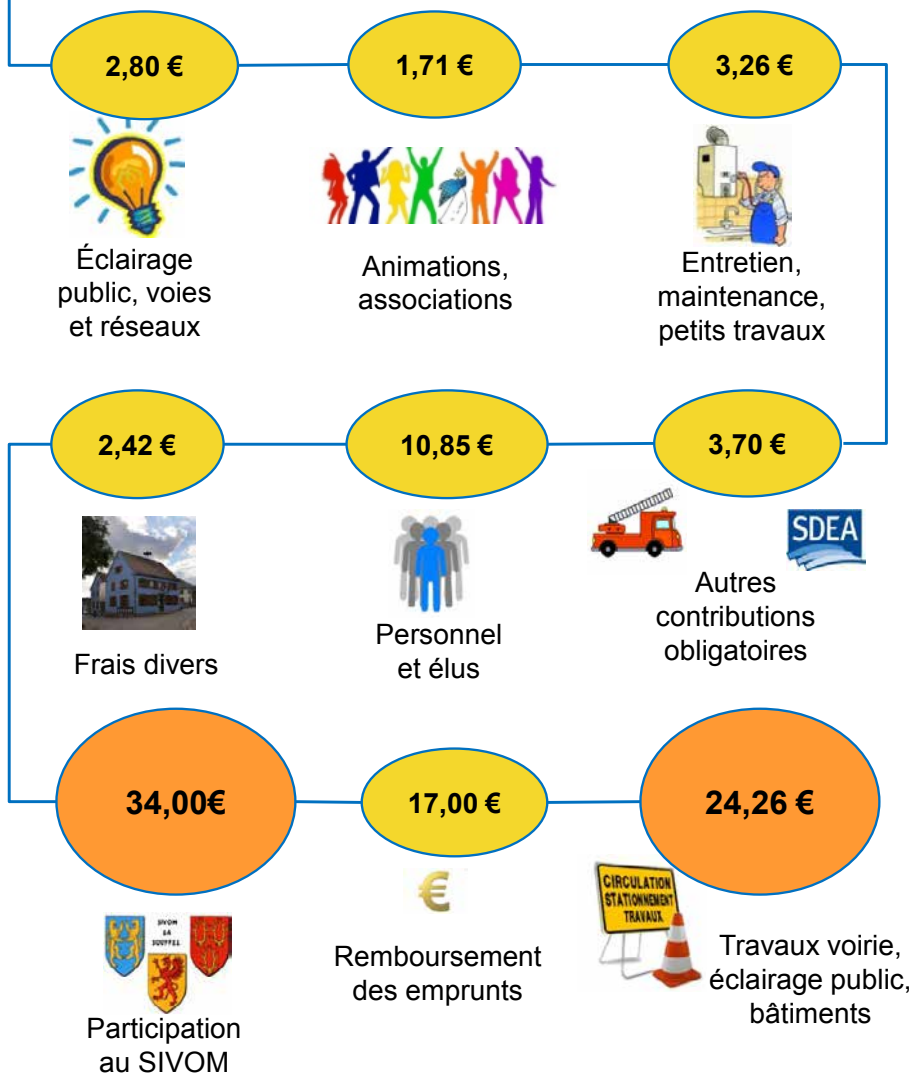 2,80 €
1,71 €
3,26 €
Éclairage
public, voies
et réseaux
Animations,
associations
Entretien,
maintenance,
petits travaux
2,42 €
10,85 €
3,70 €
SDEA
Frais divers
Personnel
et élus
Autres
contributions
obligatoires
34,00€
17,00 €
24,26 €
€
CIRCULATION
STATIONNEMENT
TRAVAUX
SIVOM
LA
SOUFFEL
Participation
au SIVOM
Remboursement
des emprunts
Travaux voirie,
éclairage public,
bâtiments